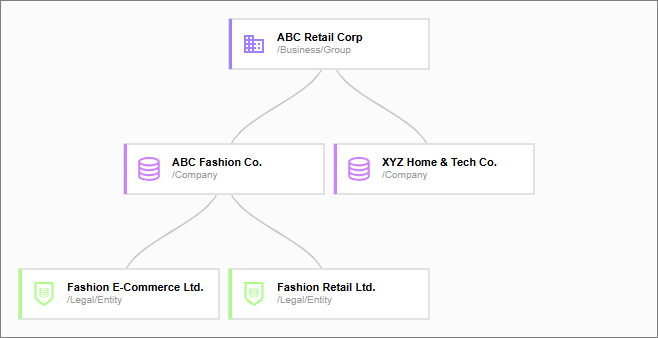 ABC Retail Corp
/Business/Group
ABC Fashion Co.
/Company
XYZ Home & Tech Co.
/Company
Fashion E-Commerce Ltd.
/Legal/Entity
Fashion Retail Ltd.
/Legal/Entity